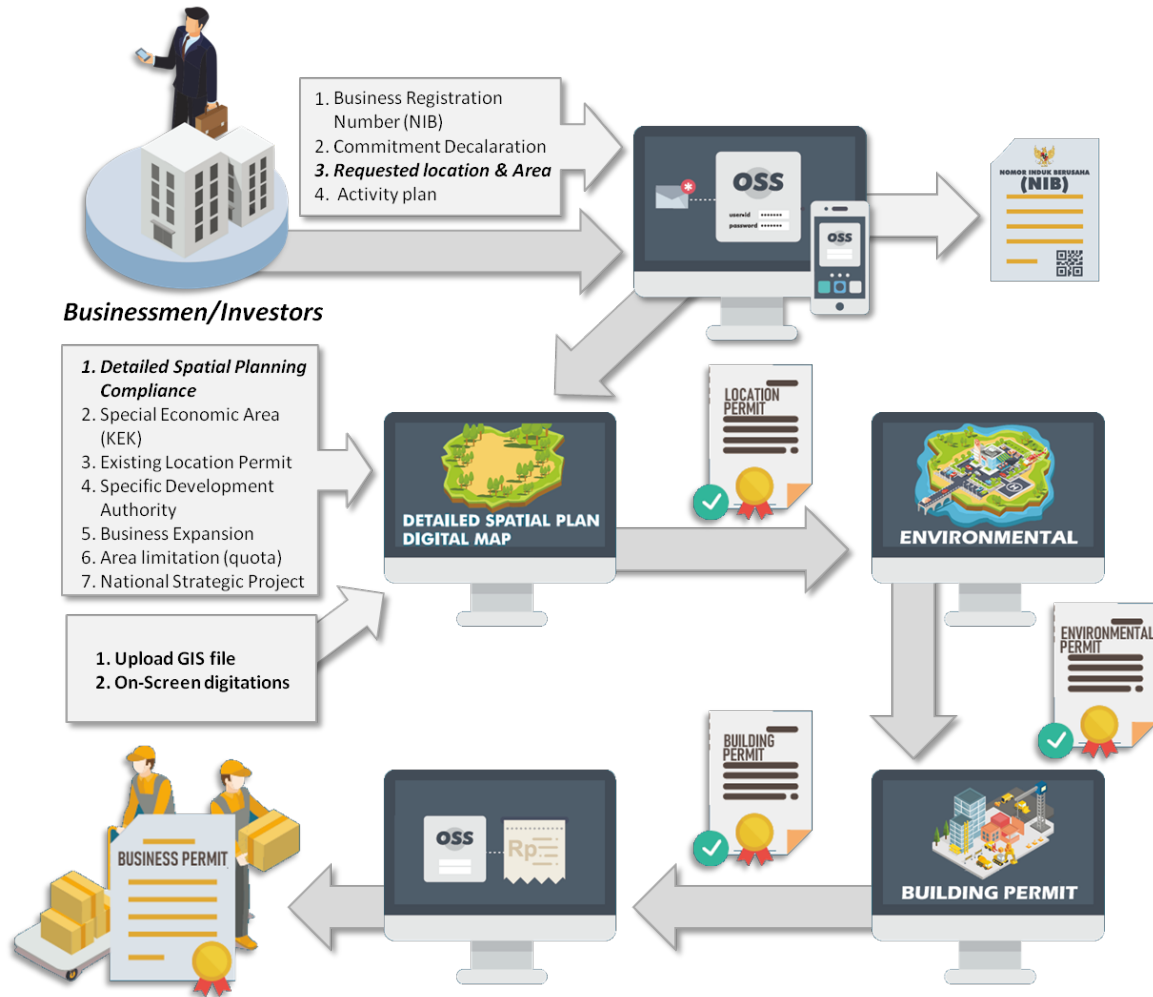 1. Business Registration
Number (NIB)
2. Commitment Decalaration
3. Requested location & Area
4. Activity plan
OSS
userid
password
OSS
NOMOR INDUK BERUSAHA
(NIB)
Businessmen/Investors
1. Detailed Spatial Planning
Compliance
2. Special Economic Area
(KEK)
3. Existing Location Permit
4. Specific Development
Authority
5. Business Expansion
6. Area limitation (quota)
7. National Strategic Project
DETAILED SPATIAL PLAN
DIGITAL MAP
LOCATION
PERMIT
ENVIRONMENTAL
1. Upload GIS file
2. On-Screen digitations
ENVIRONMENTAL
PERMIT
BUILDING
PERMIT
BUILDING PERMIT
OSS
Rp
BUSINESS PERMIT